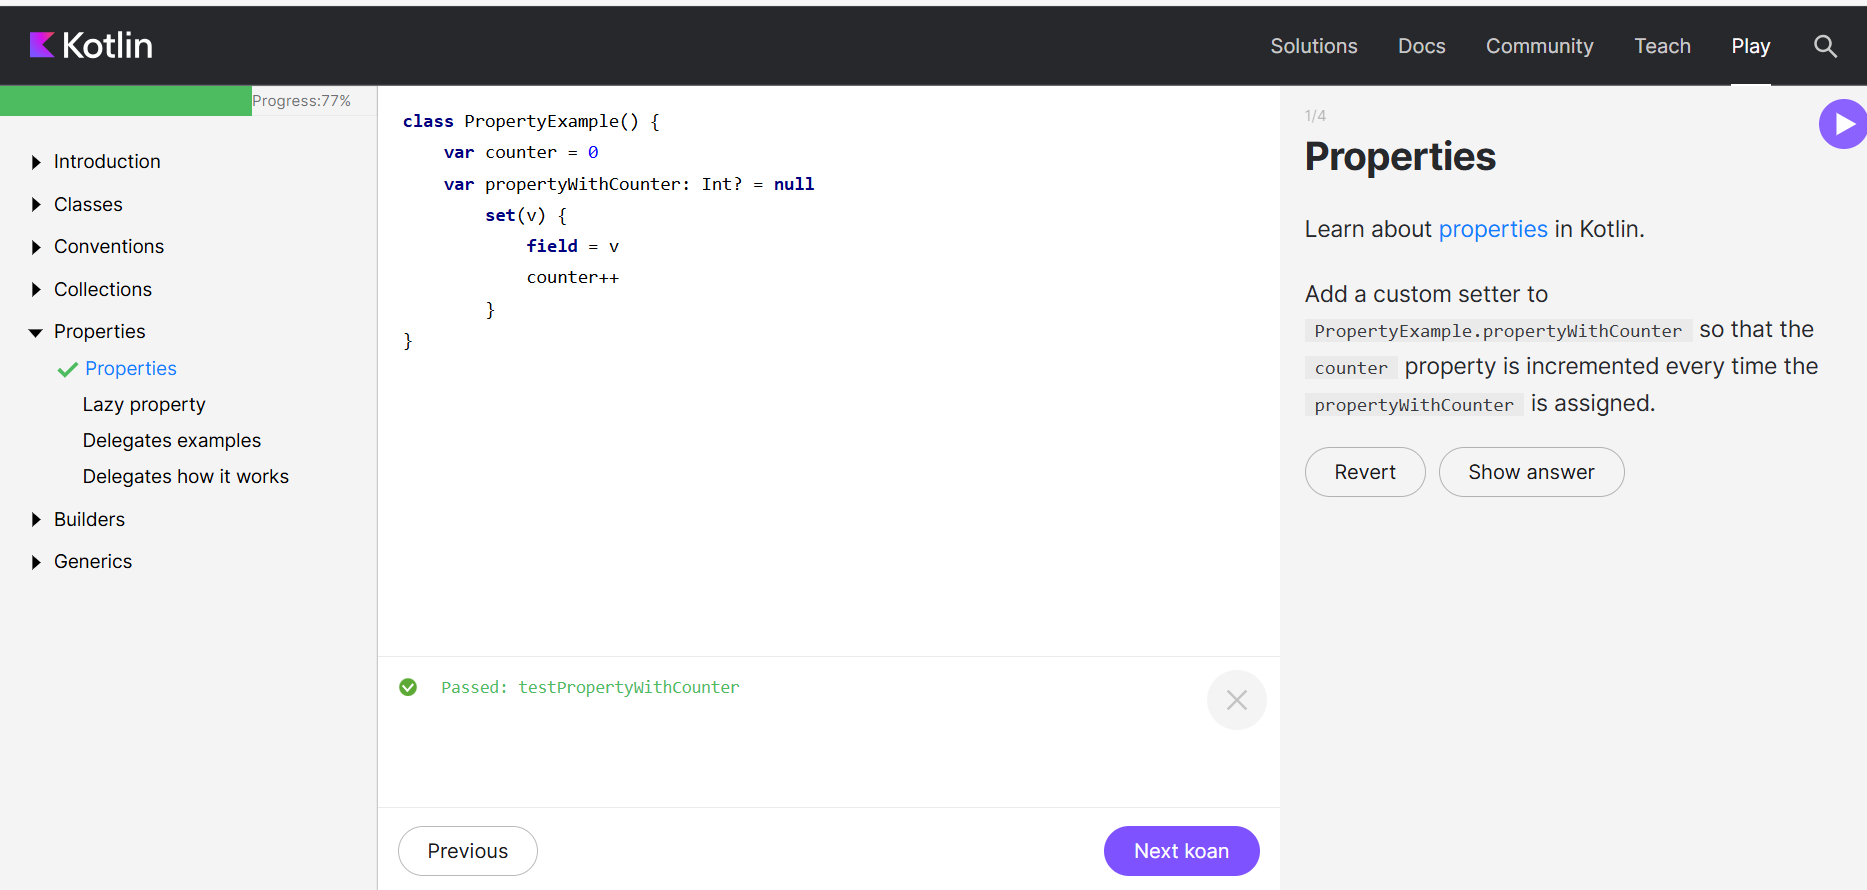 Kotlin
Solutions Docs Community Teach Play
Progress:77%
Introduction
Classes
Conventions
Collections
Properties
Properties
Lazy property
Delegates examples
Delegates how it works
Builders
Generics
class PropertyExample() {
    var counter = 0
    var propertyWithCounter: Int? = null
        set(v) {
            field = v
            counter++
        }
}
Passed: testPropertyWithCounter
Previous
Next koan
1/4
Properties
Learn about properties in Kotlin.
Add a custom setter to
PropertyExample.propertyWithCounter so that the
counter property is incremented every time the
propertyWithCounter is assigned.
Revert
Show answer